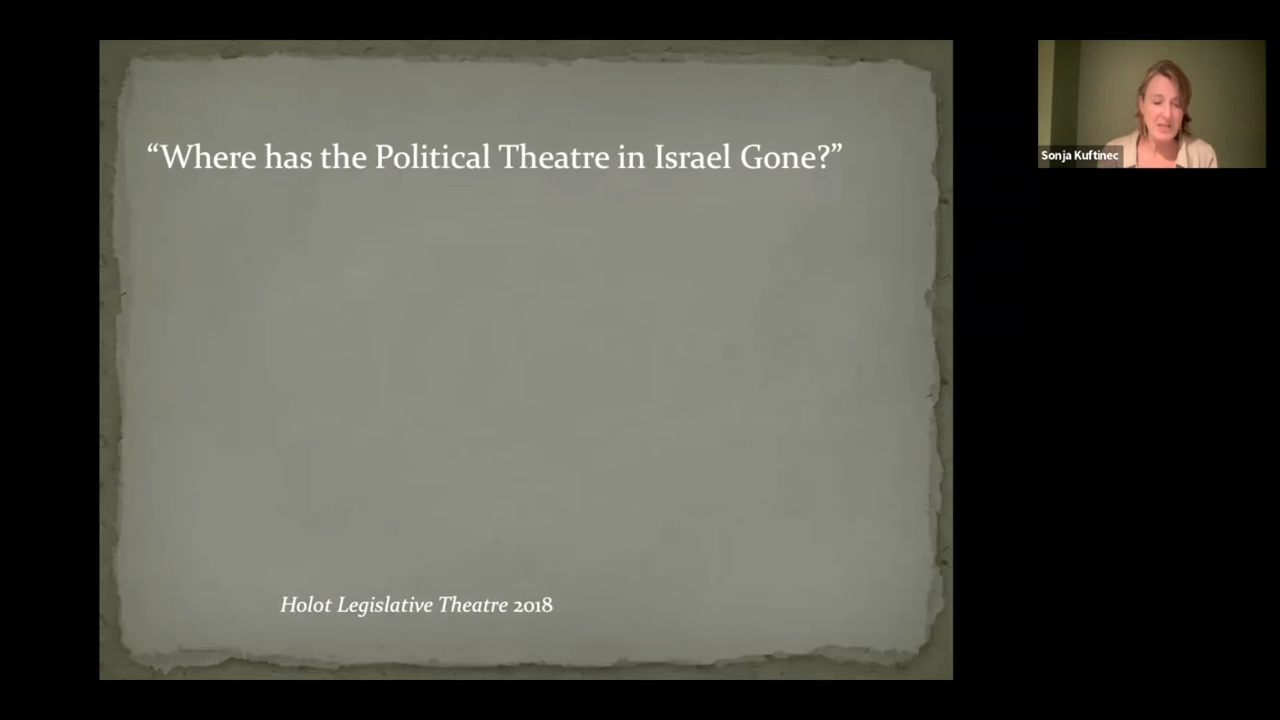 “Where has the Political Theatre in Israel Gone?”
Sonja Kuftinec
Holot Legislative Theatre 2018